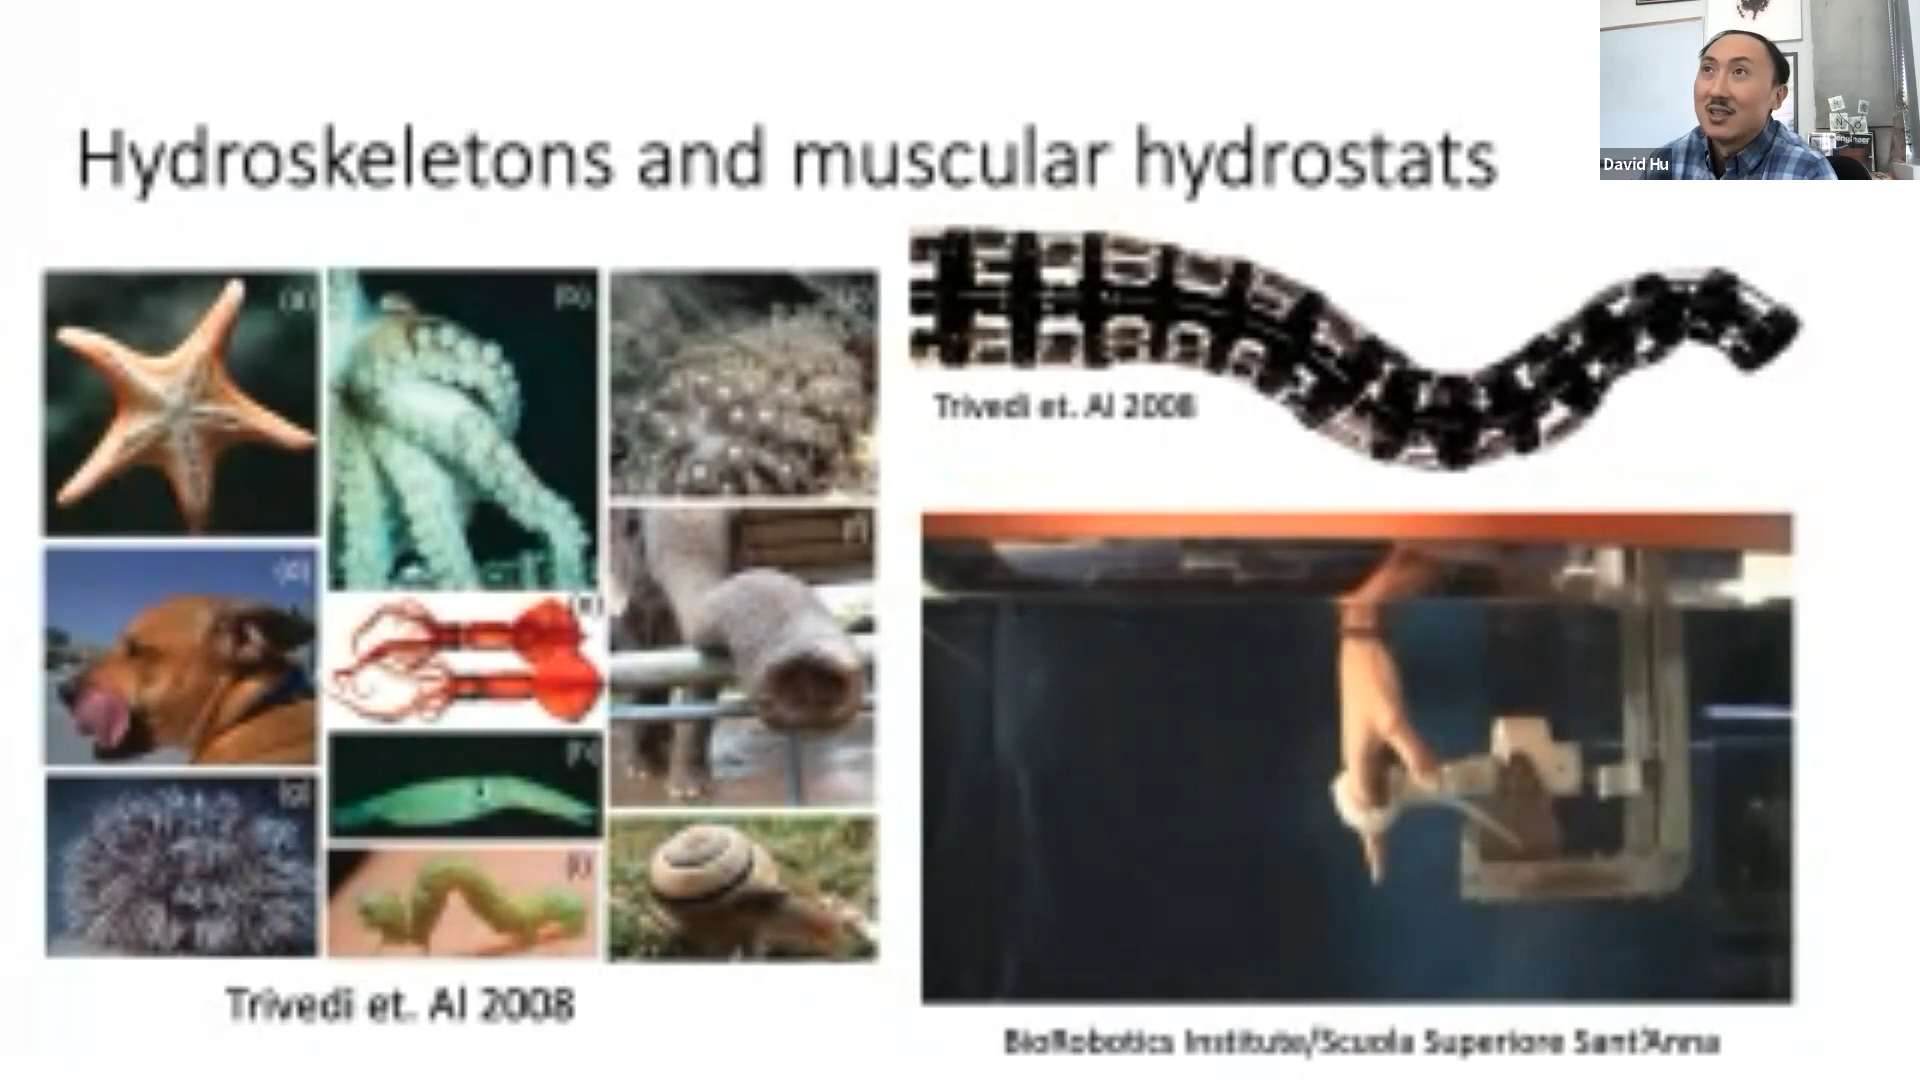 Hydroskeletons and muscular hydrostats
David Hu
engineer
(a)
(b)
(d)
(e)
(g)
(h)
(i)
Trivedi et. Al 2008
Trivedi et. Al 2008
BioRobotics Institute/Scuola Superiore Sant'Anna